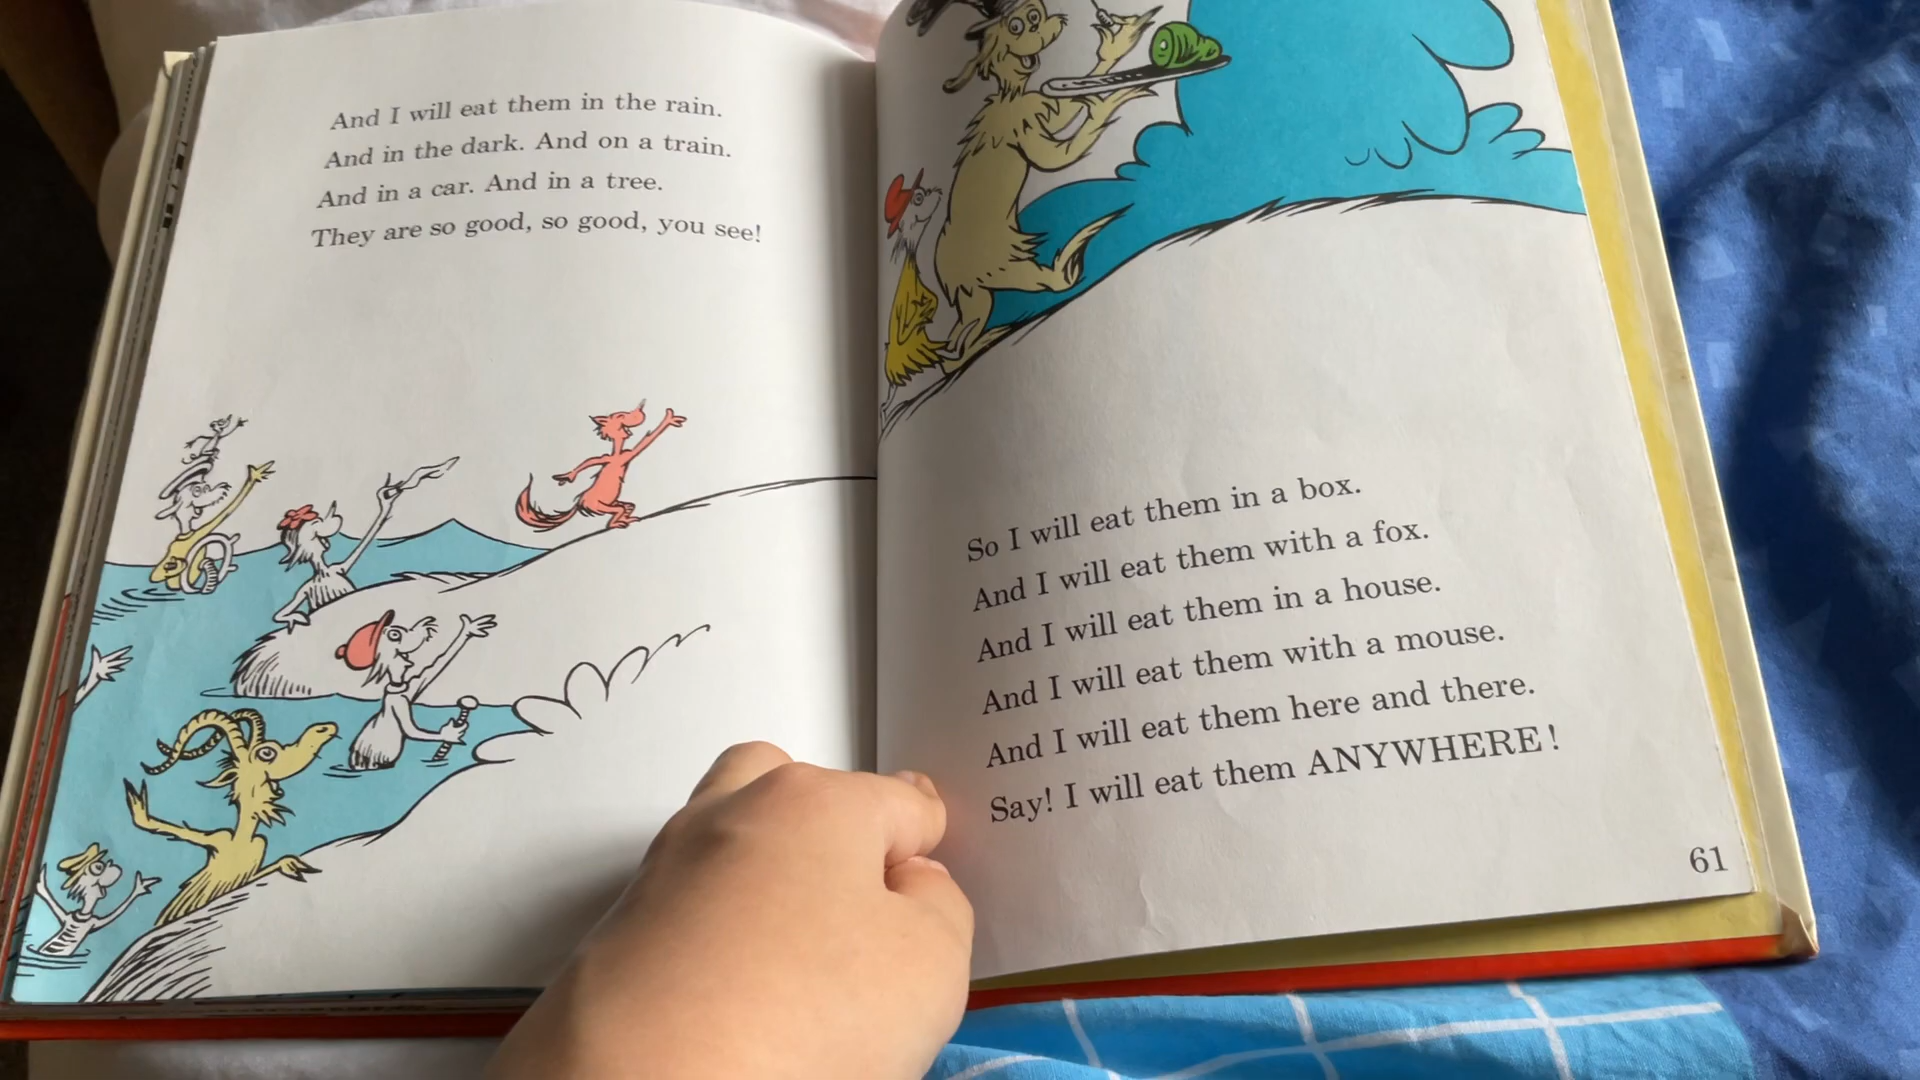 And I will eat them in the rain.
And in the dark. And on a train.
And in a car. And in a tree.
They are so good, so good, you see!
So I will eat them in a box.
And I will eat them with a fox.
And I will eat them in a house.
And I will eat them with a mouse.
And I will eat them here and there.
Say! I will eat them ANYWHERE!
61